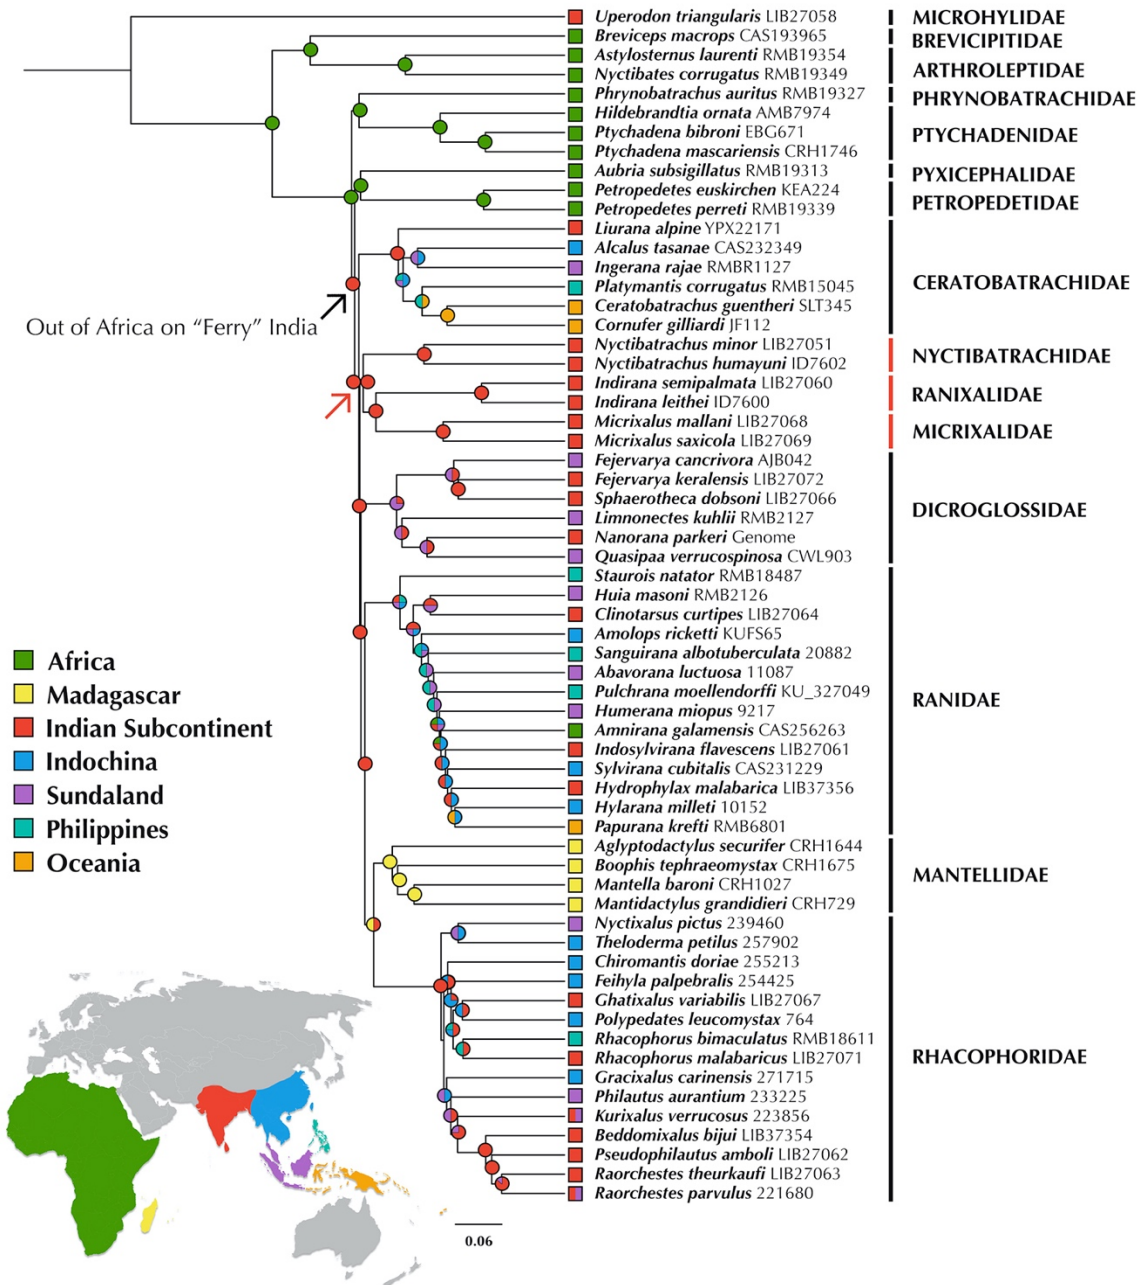 Uperodon triangularis LIB27058
MICROHYLIDAE
Breviceps macrops CAS193965
BREVICIPITIDAE
Astylosternus laurenti RMB19354
Nyctibates corrugatus RMB19349
ARTHROLEPTIDAE
Phrynobatrachus auritus RMB19327
PHRYNOBATRACHIDAE
Hildebrandtia ornata AMB7974
Ptychadena bibroni EBG671
Ptychadena mascariensis CRH1746
PTYCHADENIDAE
Aubria subsigillatus RMB19313
PYXICEPHALIDAE
Petropedetes euskirchen KEA224
Petropedetes perreti RMB19339
PETROPEDETIDAE
Liurana alpine YPX22171
Alcalus tasanae CAS232349
Ingerana rajae RMBR1127
Platymantis corrugatus RMB15045
Ceratobatrachus guentheri SLT345
Cornufer gilliardi JF112
CERATOBATRACHIDAE
Out of Africa on “Ferry” India
Nyctibatrachus minor LIB27051
Nyctibatrachus humayuni ID7602
NYCTIBATRACHIDAE
Indirana semipalmata LIB27060
Indirana leithei ID7600
RANIXALIDAE
Micrixalus mallani LIB27068
Micrixalus saxicola LIB27069
MICRIXALIDAE
Fejervarya cancrivora AJB042
Fejervarya keralensis LIB27072
Sphaerotheca dobsoni LIB27066
Limnonectes kuhlii RMB2127
Nanorana parkeri Genome
Quasipaa verrucospinosa CWL903
DICROGLOSSIDAE
Staurois natator RMB18487
Huia masoni RMB2126
Clinotarsus curtipes LIB27064
Amolops ricketti KUFS65
Sanguirana albotuberculata 20882
Abavorana luctuosa 11087
Pulchrana moellendorffi KU_327049
Humerana miopus 9217
Amnirana galamensis CAS256263
Indosylvirana flavescens LIB27061
Sylvirana cubitalis CAS231229
Hydrophylax malabarica LIB37356
Hylarana milleti 10152
Papurana krefti RMB6801
RANIDAE
Aglyptodactylus securifer CRH1644
Boophis tephraeomystax CRH1675
Mantella baroni CRH1027
Mantidactylus grandidieri CRH729
MANTELLIDAE
Nyctixalus pictus 239460
Theloderma petilus 257902
Chiromantis doriae 255213
Feihyla palpebralis 254425
Ghatixalus variabilis LIB27067
Polypedates leucomystax 764
Rhacophorus bimaculatus RMB18611
Rhacophorus malabaricus LIB27071
Gracixalus carinensis 271715
Philautus aurantium 233225
Kurixalus verrucosus 223856
Beddomixalus bijui LIB37354
Pseudophilautus amboli LIB27062
Raorchestes theurkaufi LIB27063
Raorchestes parvulus 221680
RHACOPHORIDAE
Africa
Madagascar
Indian Subcontinent
Indochina
Sundaland
Philippines
Oceania
0.06